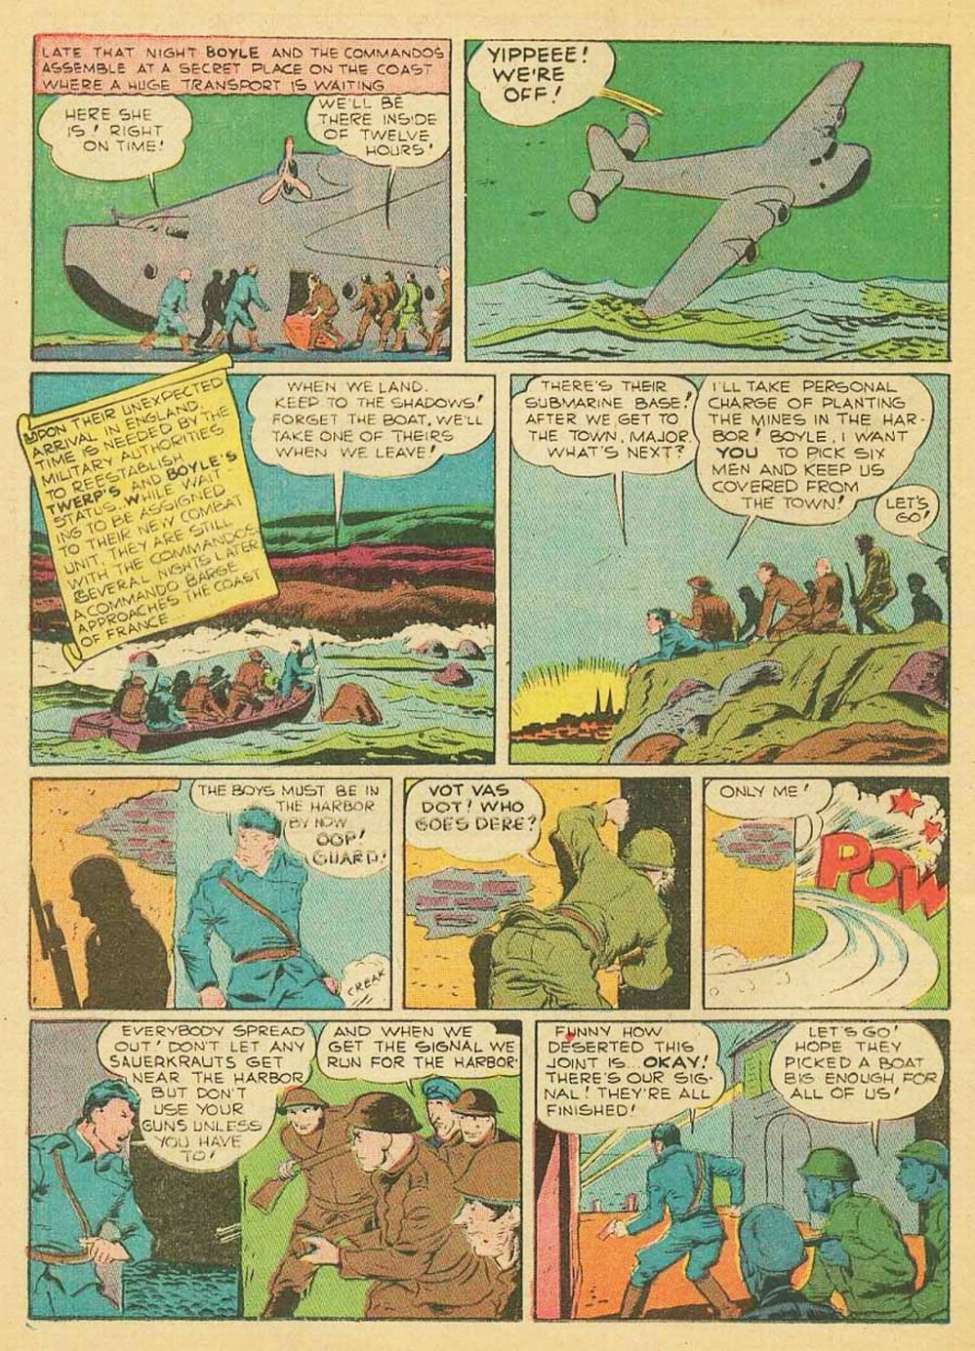 LATE THAT NIGHT BOYLE AND THE COMMANDOS
ASSEMBLE AT A SECRET PLACE ON THE COAST
WHERE A HUGE TRANSPORT IS WAITING
HERE SHE
IS! RIGHT
ON TIME!
WE'LL BE
THERE INSIDE
OF TWELVE
HOURS!
YIPPEEE!
WE'RE
OFF!
UPON THEIR UNEXPECTED
ARRIVAL IN ENGLAND,
TIME IS NEEDED BY THE
MILITARY AUTHORITIES
TO REESTABLISH
TWERP'S AND BOYLE'S
STATUS. WHILE WAIT-
ING TO BE ASSIGNED
TO THEIR NEW COMBAT
UNIT, THEY ARE STILL
WITH THE COMMANDOS
SEVERAL NIGHTS LATER
A COMMANDO BARGE
APPROACHES THE COAST
OF FRANCE
WHEN WE LAND.
KEEP TO THE SHADOWS!
FORGET THE BOAT, WE'LL
TAKE ONE OF THEIRS
WHEN WE LEAVE!
THERE'S THEIR
SUBMARINE BASE!
AFTER WE GET TO
THE TOWN, MAJOR,
WHAT'S NEXT?
I'LL TAKE PERSONAL
CHARGE OF PLANTING
THE MINES IN THE HAR-
BOR! BOYLE, I WANT
YOU TO PICK SIX
MEN AND KEEP US
COVERED FROM
THE TOWN!
LET'S
GO!
THE BOYS MUST BE IN
THE HARBOR
BY NOW
OOP!
GUARD!
CREAK
VOT VAS
DOT! WHO
GOES DERE?
ONLY ME!
POW
EVERYBODY SPREAD
OUT! DON'T LET ANY
SAUERKRAUTS GET
NEAR THE HARBOR
BUT DON'T
USE YOUR
GUNS UNLESS
YOU HAVE
TO!
AND WHEN WE
GET THE SIGNAL WE
RUN FOR THE HARBOR.
FUNNY HOW
DESERTED THIS
JOINT IS... OKAY!
THERE'S OUR SIG-
NAL! THEY'RE ALL
FINISHED!
LET'S GO!
HOPE THEY
PICKED A BOAT
BIG ENOUGH FOR
ALL OF US!